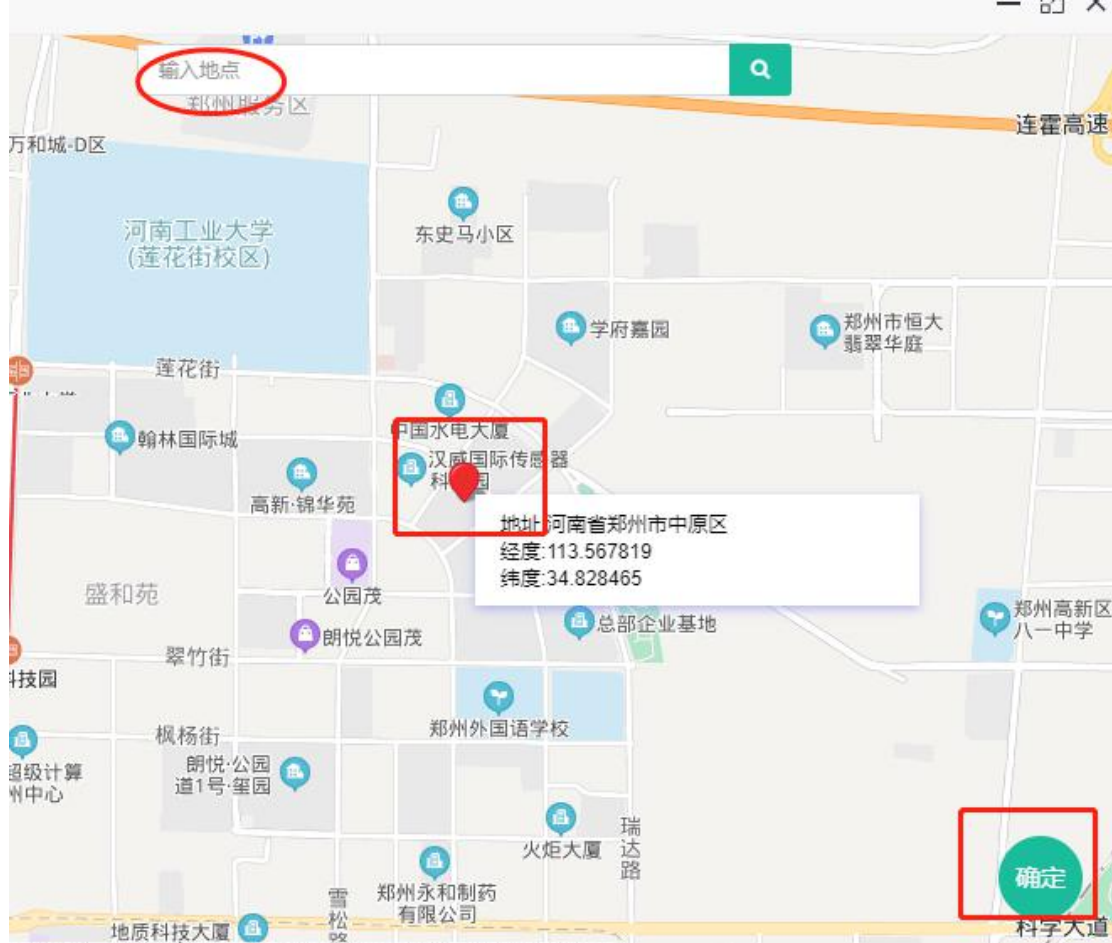 输入地点
郑州服务区
连霍高速
万和城-D区
河南工业大学
(莲花街校区)
东史马小区
学府嘉园
郑州市恒大
翡翠华庭
莲花街
中国水电大厦
翰林国际城
汉威国际传感器
科 园
高新·锦华苑
地址:河南省郑州市中原区
经度:113.567819
纬度:34.828465
盛和苑
公园茂
总部企业基地
郑州高新区
八一中学
朗悦公园茂
翠竹街
科技园
郑州外国语学校
枫杨街
朗悦·公园
道1号·玺园
超级计算
州中心
火炬大厦
瑞达路
确定
郑州永和制药
有限公司
雪松路
地质科技大厦
科学大道